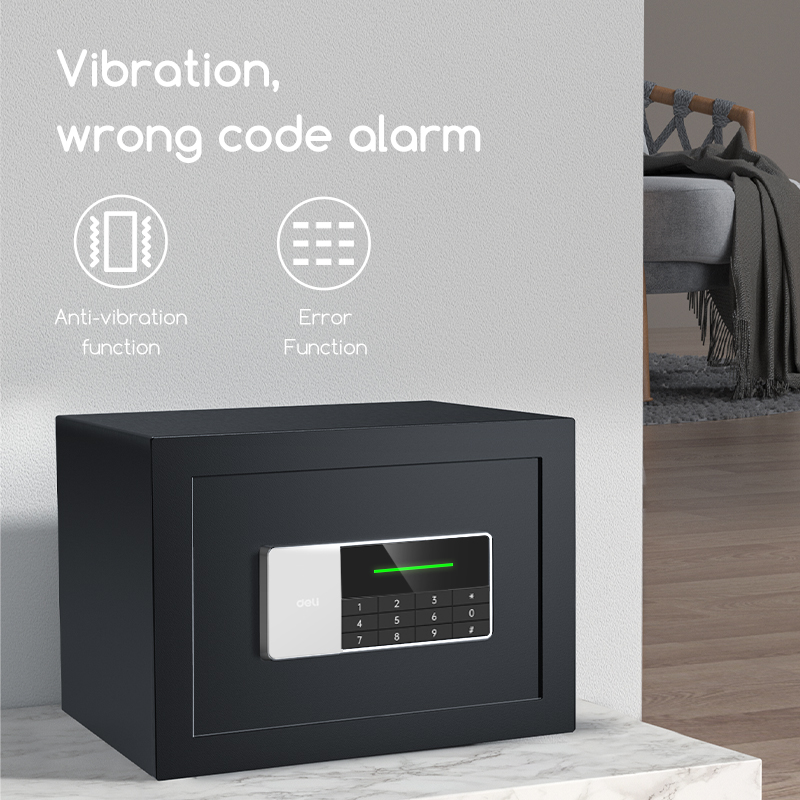 Vibration,
wrong code alarm
Anti-vibration
function
Error
Function
deli
1 2 3 *
4 5 6 0
7 8 9 #